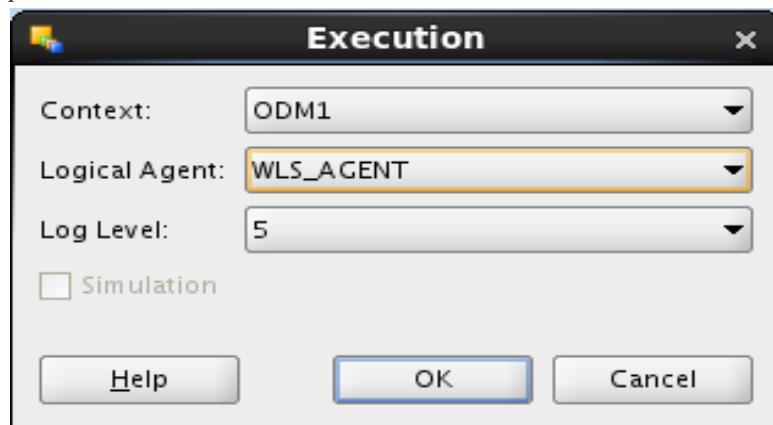 Execution
Context: ODM1
Logical Agent: WLS_AGENT
Log Level: 5
Simulation
Help OK Cancel